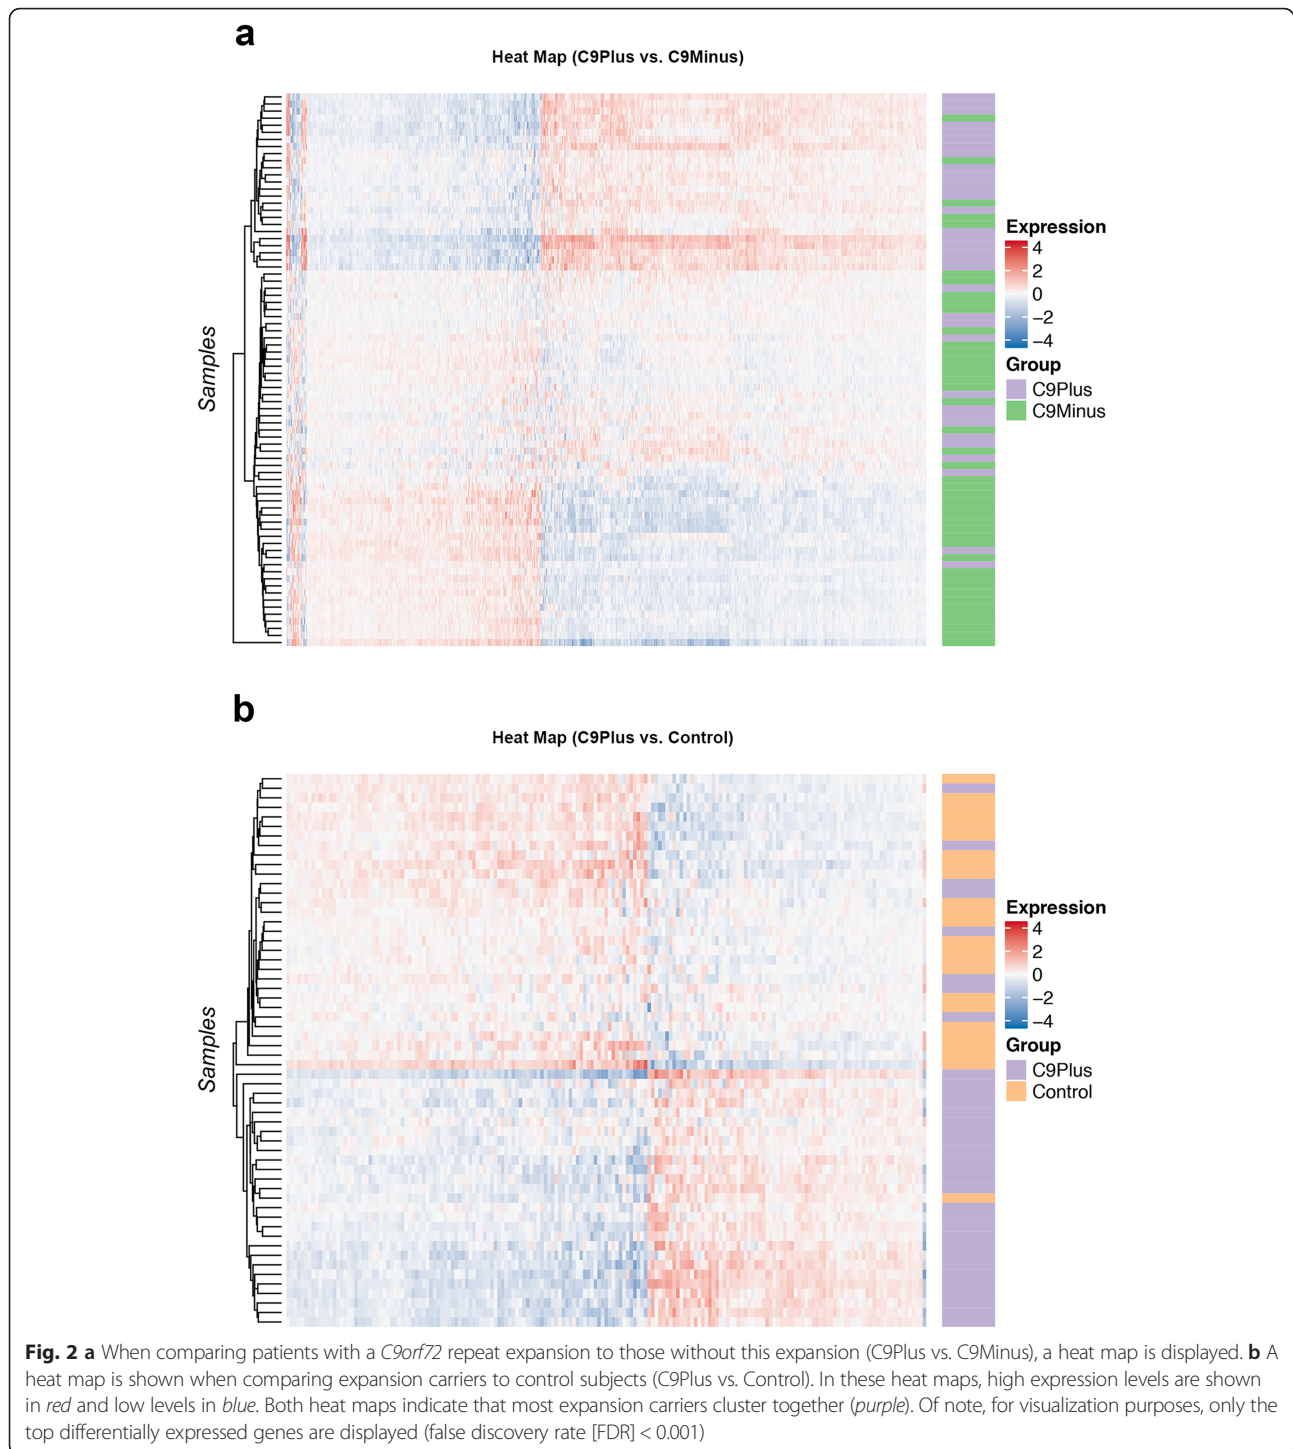 a
Heat Map (C9Plus vs. C9Minus)
Samples
Expression
4
2
0
−2
−4
Group
C9Plus
C9Minus
b
Heat Map (C9Plus vs. Control)
Samples
Expression
4
2
0
−2
−4
Group
C9Plus
Control
Fig. 2 a When comparing patients with a C9orf72 repeat expansion to those without this expansion (C9Plus vs. C9Minus), a heat map is displayed. b A
heat map is shown when comparing expansion carriers to control subjects (C9Plus vs. Control). In these heat maps, high expression levels are shown
in red and low levels in blue. Both heat maps indicate that most expansion carriers cluster together (purple). Of note, for visualization purposes, only the
top differentially expressed genes are displayed (false discovery rate [FDR] < 0.001)